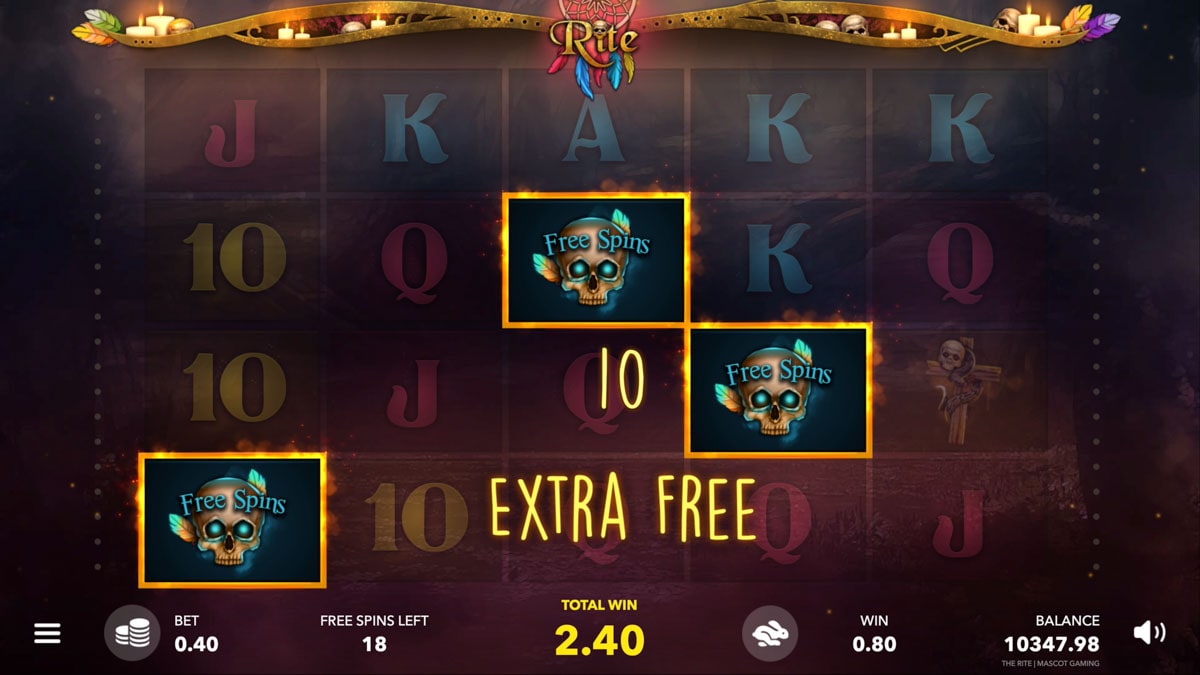 Rite
J K A K K
10 Q Free Spins K Q
10 J Q 10 Free Spins
Free Spins 10 Q Q J
EXTRA FREE
BET
0.40
FREE SPINS LEFT
18
TOTAL WIN
2.40
WIN
0.80
BALANCE
10347.98
THE RITE | MASCOT GAMING